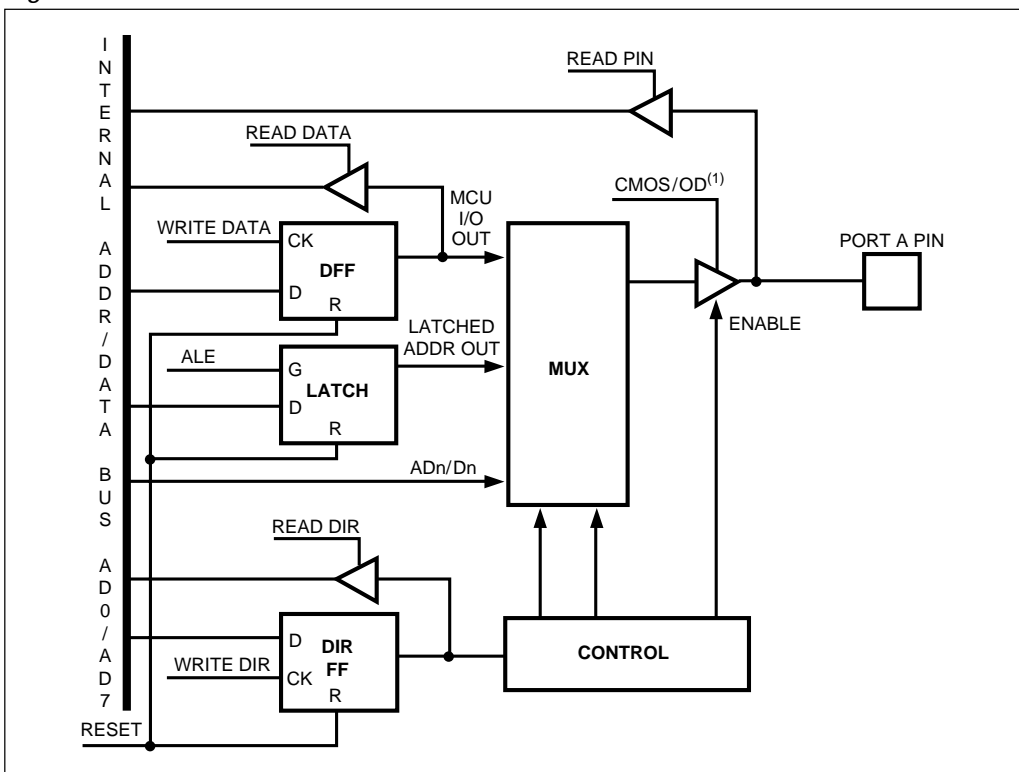 INTERNAL ADDR/DATA BUS AD0/AD7
READ PIN
READ DATA
CMOS/OD(1)
MCU
I/O
OUT
WRITE DATA
CK
DFF
D
R
PORT A PIN
ENABLE
LATCHED
ADDR OUT
ALE
G
LATCH
D
R
MUX
ADn/Dn
READ DIR
D
DIR
FF
WRITE DIR
CK
R
CONTROL
RESET